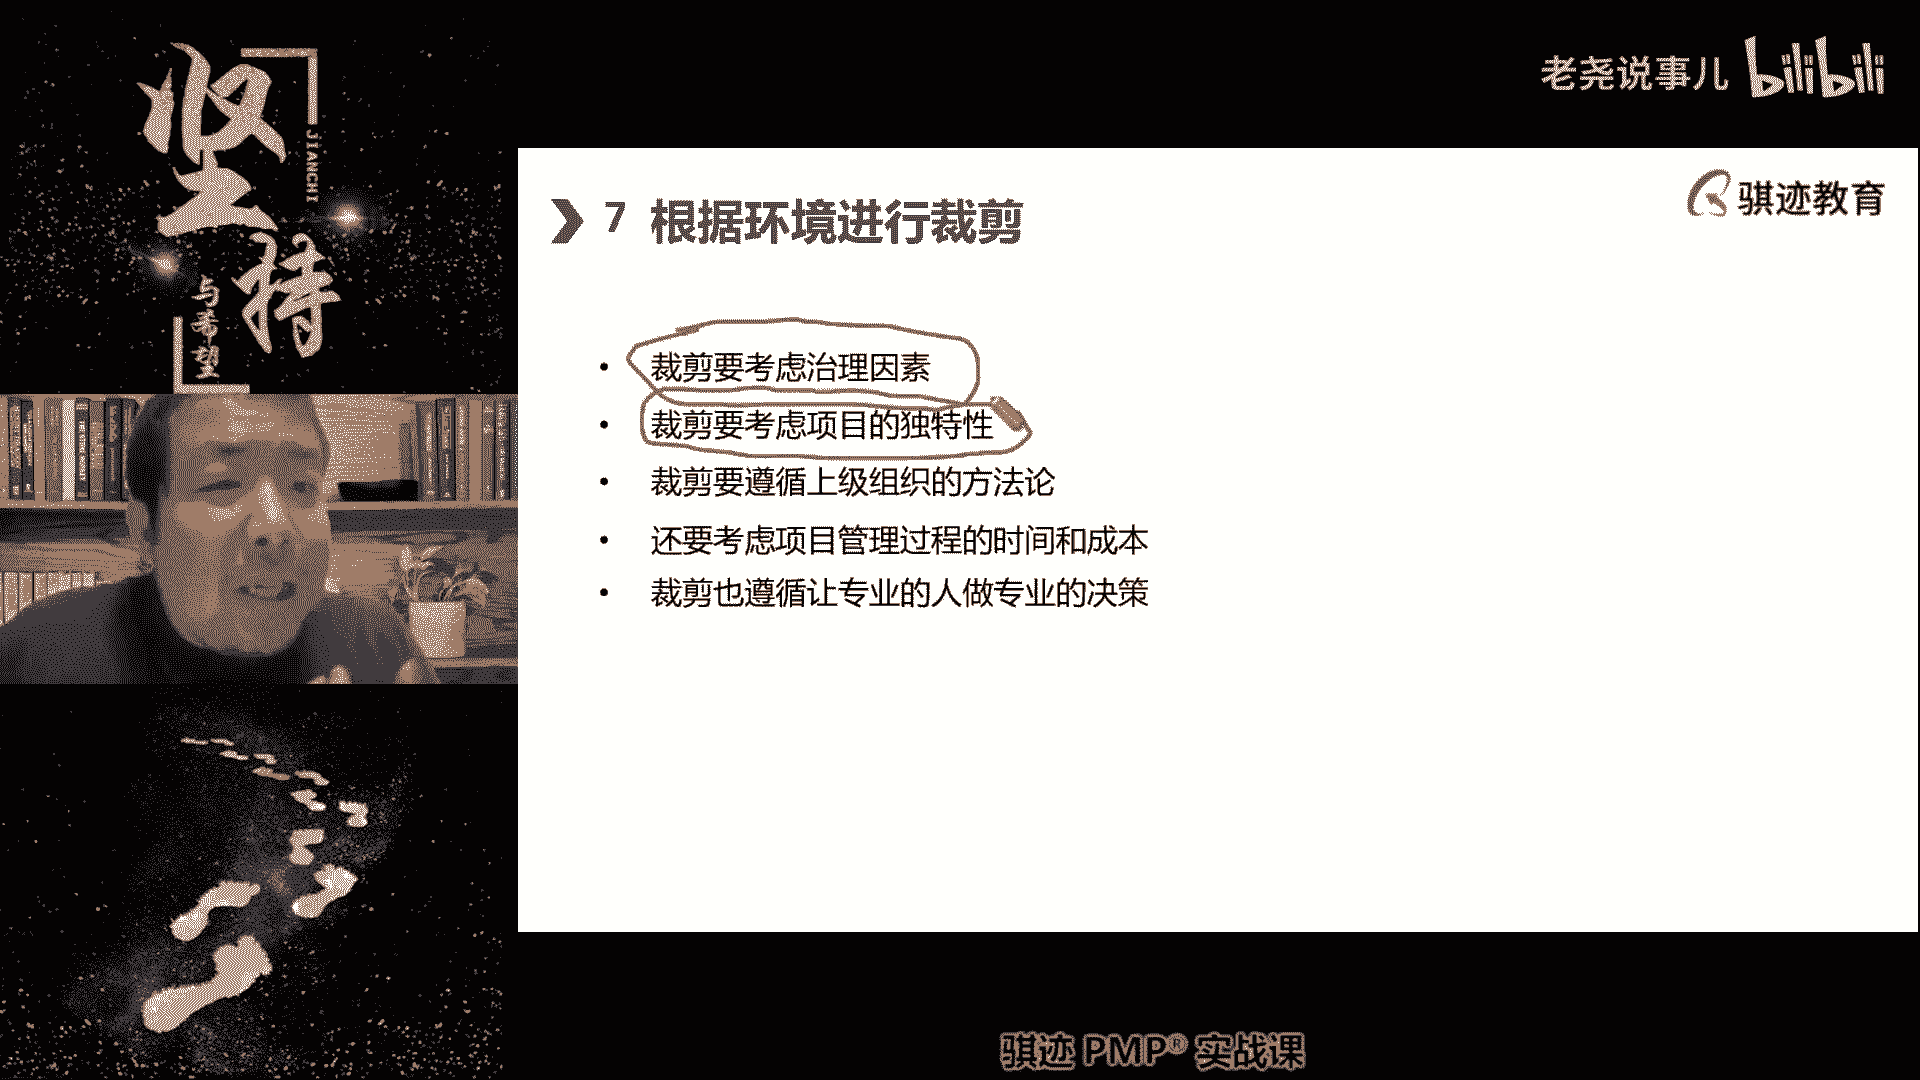 坚
JIANCHI
持
与希望
老尧说事儿 bilibili
骐迹教育
7 根据环境进行裁剪
• 裁剪要考虑治理因素
• 裁剪要考虑项目的独特性
• 裁剪要遵循上级组织的方法论
• 还要考虑项目管理过程的时间和成本
• 裁剪也遵循让专业的人做专业的决策
骐迹 PMP® 实战课